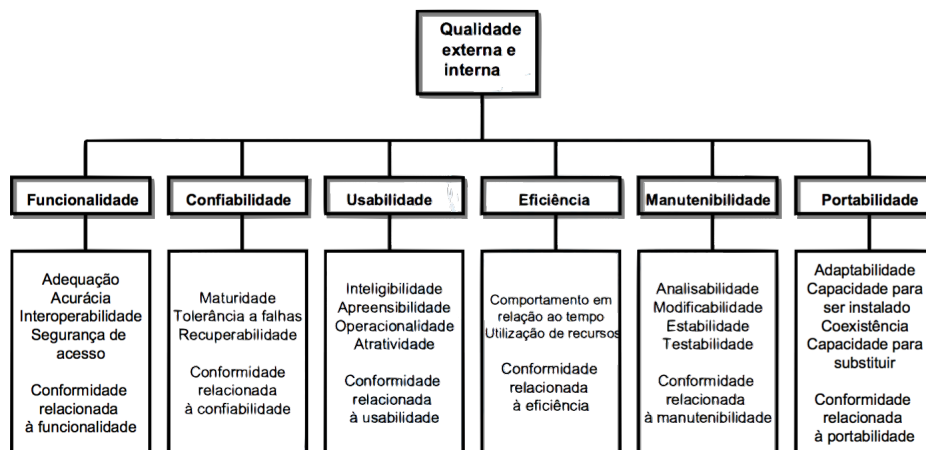 Qualidade
externa e
interna
Funcionalidade
Confiabilidade
Usabilidade
Eficiência
Manutenibilidade
Portabilidade
Adequação
Acurácia
Interoperabilidade
Segurança de
acesso
Conformidade
relacionada
à funcionalidade
Maturidade
Tolerância a falhas
Recuperabilidade
Conformidade
relacionada
à confiabilidade
Inteligibilidade
Apreensibilidade
Operacionalidade
Atratividade
Conformidade
relacionada
à usabilidade
Comportamento em
relação ao tempo
Utilização de recursos
Conformidade
relacionada
à eficiência
Analisabilidade
Modificabilidade
Estabilidade
Testabilidade
Conformidade
relacionada
à manutenibilidade
Adaptabilidade
Capacidade para
ser instalado
Coexistência
Capacidade para
substituir
Conformidade
relacionada
à portabilidade